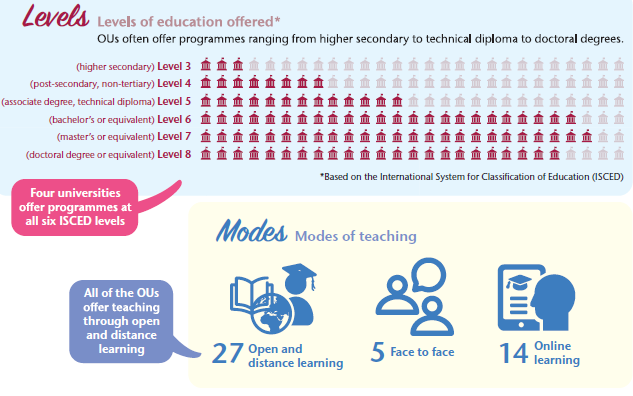 Levels Levels of education offered*
OUs often offer programmes ranging from higher secondary to technical diploma to doctoral degrees.
(higher secondary) Level 3
(post-secondary, non-tertiary) Level 4
(associate degree, technical diploma) Level 5
(bachelor's or equivalent) Level 6
(master's or equivalent) Level 7
(doctoral degree or equivalent) Level 8
*Based on the International System for Classification of Education (ISCED)
Four universities
offer programmes at
all six ISCED levels
Modes Modes of teaching
All of the OUs
offer teaching
through open
and distance
learning
27 Open and
distance learning
5 Face to face
14 Online
learning